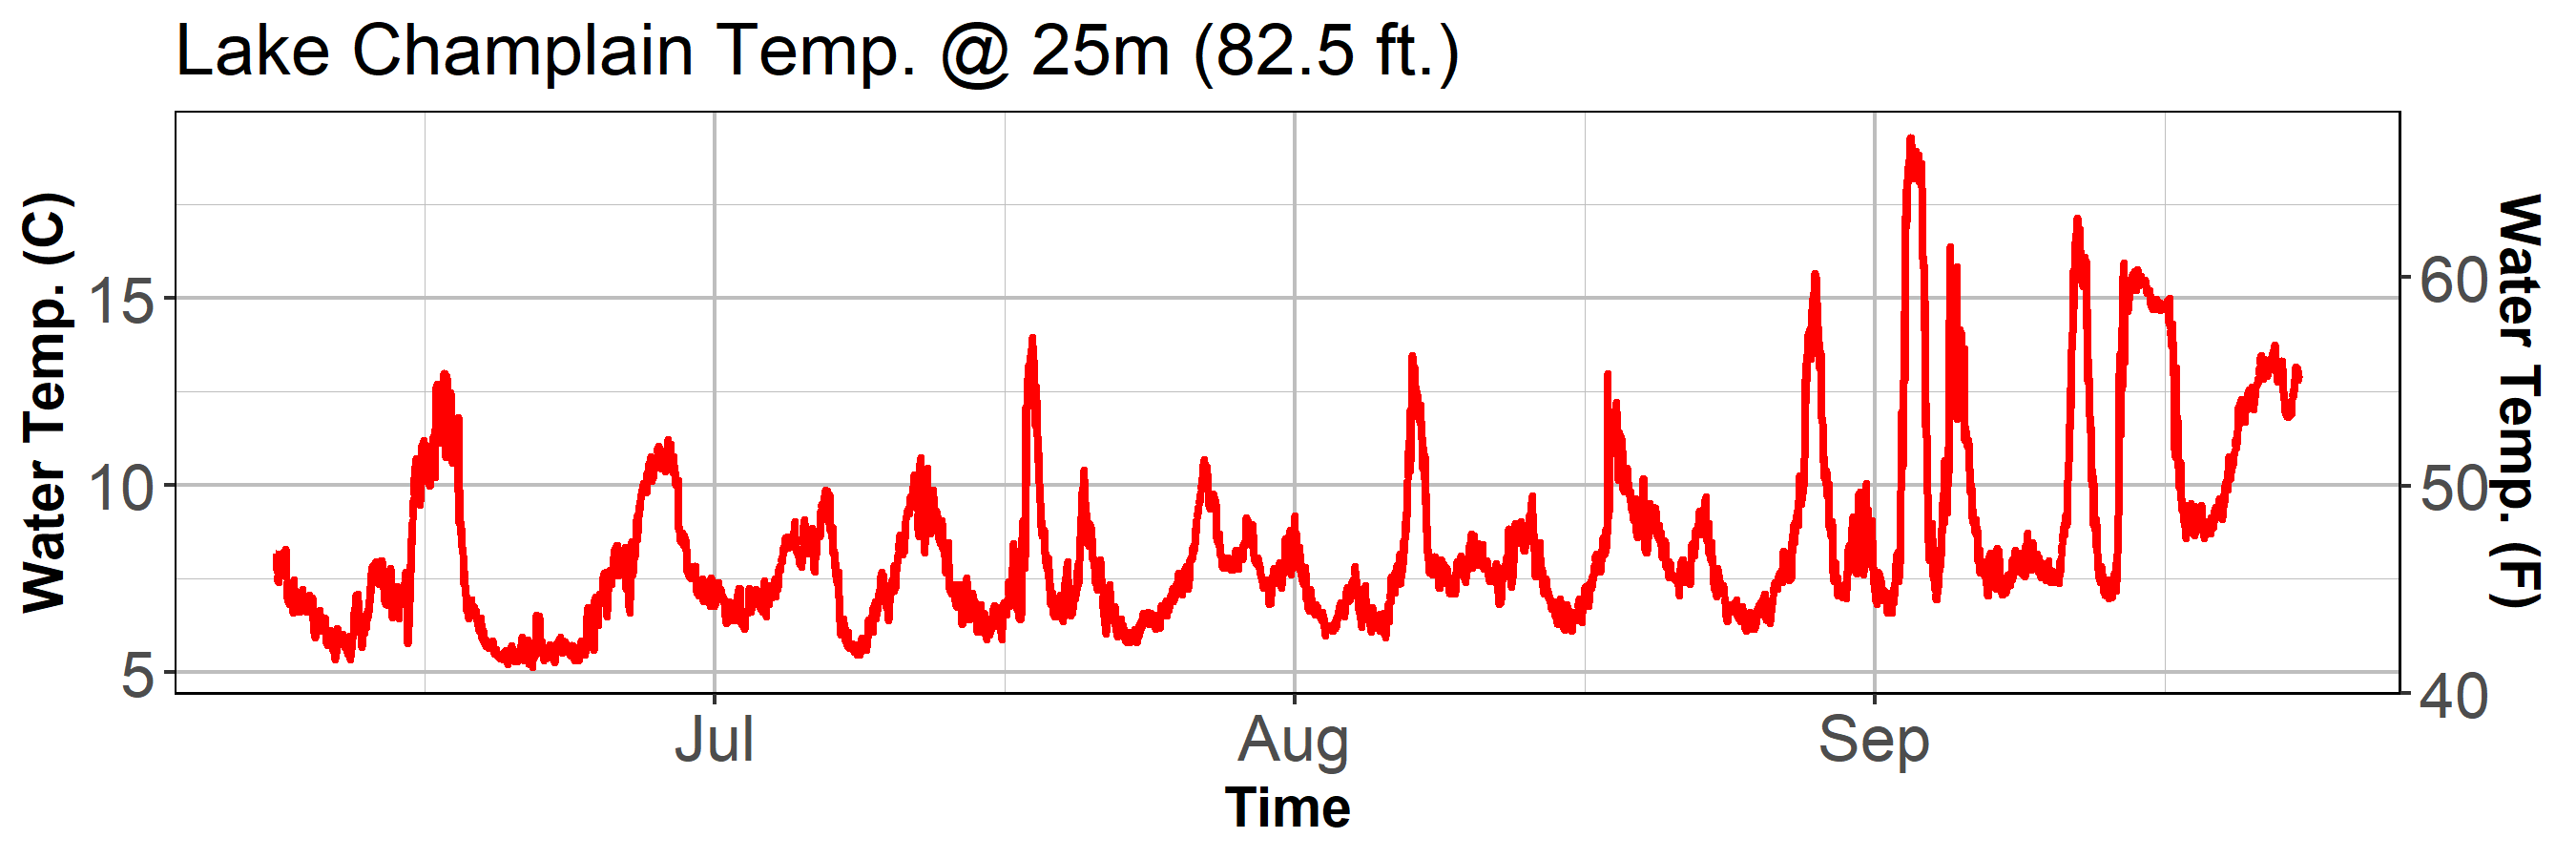 Lake Champlain Temp. @ 25m (82.5 ft.)
Water Temp. (C)
15
10
5
60
50
40
Water Temp. (F)
Jul Aug Sep
Time